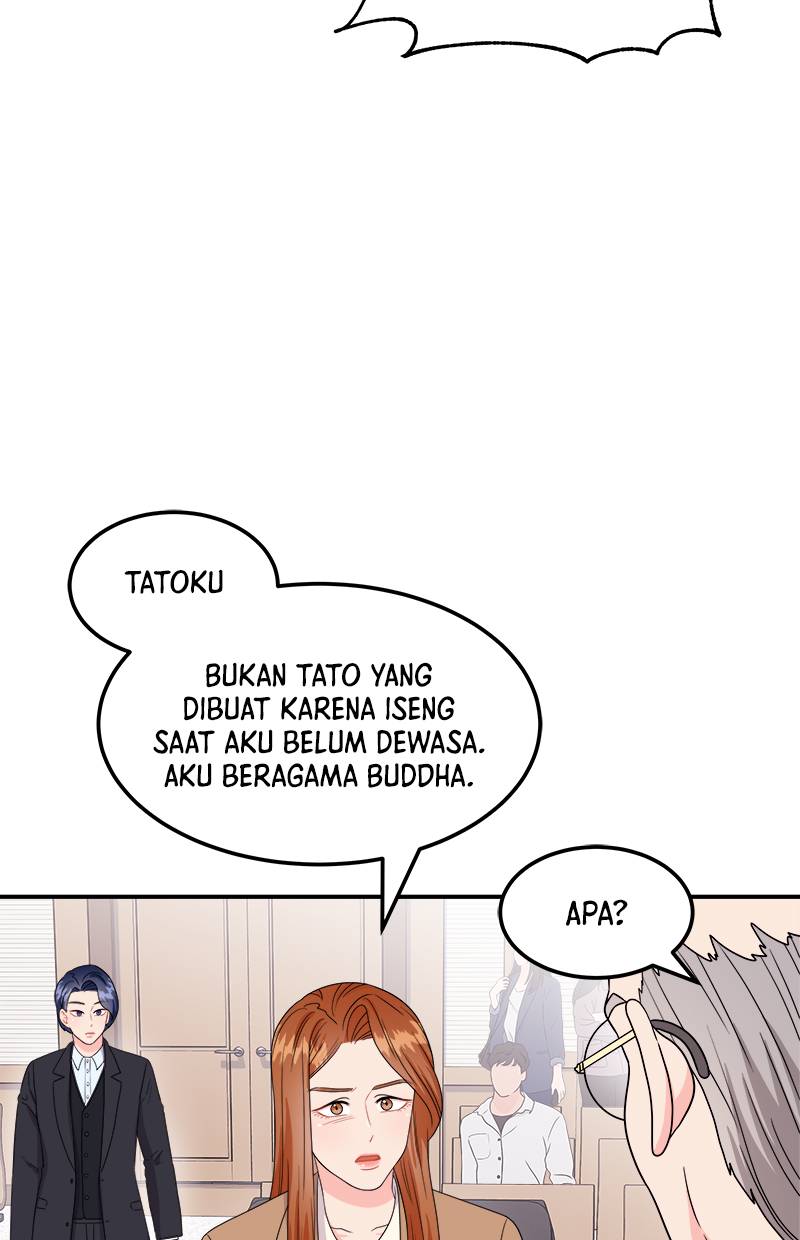 TATOKU
BUKAN TATO YANG
DIBUAT KARENA ISENG
SAAT AKU BELUM DEWASA.
AKU BERAGAMA BUDDHA.
APA?